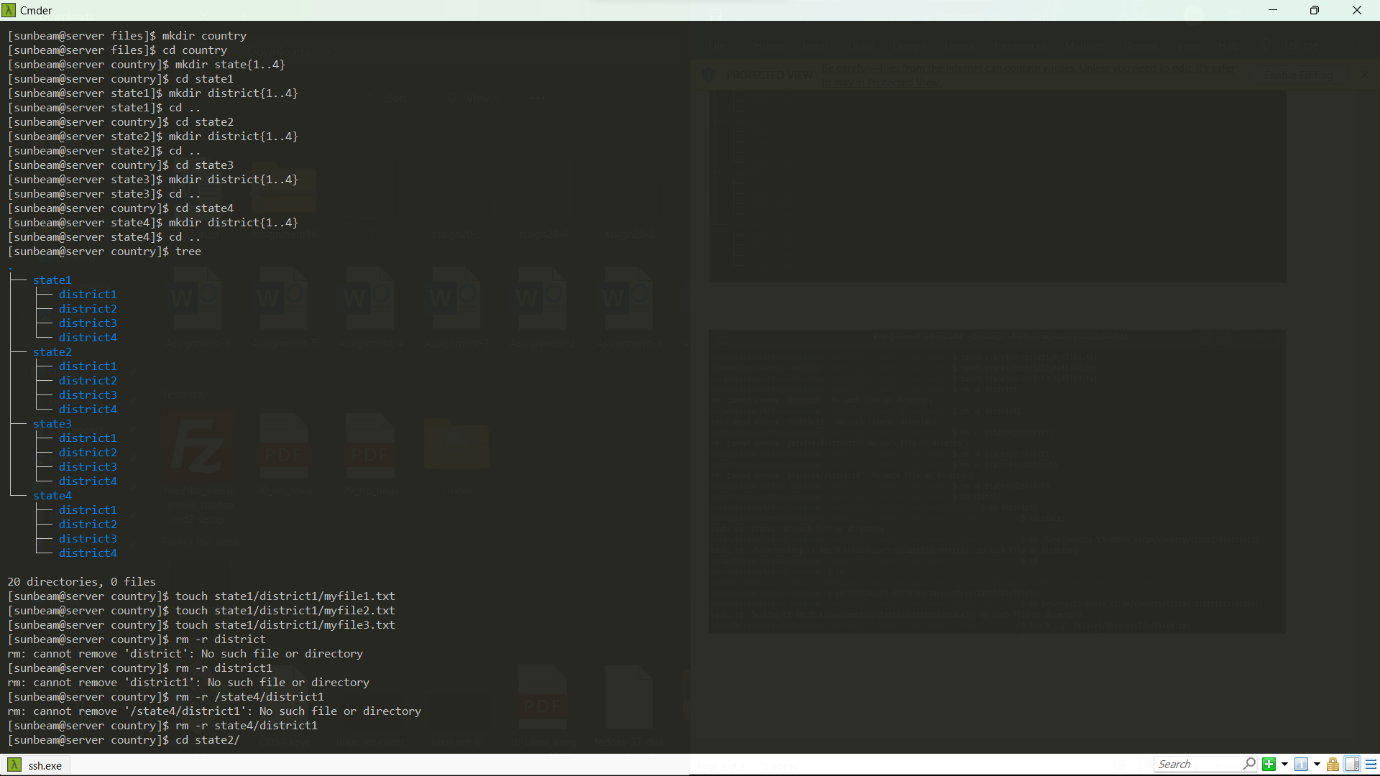 Cmder
[sunbeam@server files]$ mkdir country
[sunbeam@server files]$ cd country
[sunbeam@server country]$ mkdir state{1..4}
[sunbeam@server country]$ cd state1
[sunbeam@server state1]$ mkdir district{1..4}
[sunbeam@server state1]$ cd ..
[sunbeam@server country]$ cd state2
[sunbeam@server state2]$ mkdir district{1..4}
[sunbeam@server state2]$ cd ..
[sunbeam@server country]$ cd state3
[sunbeam@server state3]$ mkdir district{1..4}
[sunbeam@server state3]$ cd ..
[sunbeam@server country]$ cd state4
[sunbeam@server state4]$ mkdir district{1..4}
[sunbeam@server state4]$ cd ..
[sunbeam@server country]$ tree
.
├── state1
│   ├── district1
│   ├── district2
│   ├── district3
│   └── district4
├── state2
│   ├── district1
│   ├── district2
│   ├── district3
│   └── district4
├── state3
│   ├── district1
│   ├── district2
│   ├── district3
│   └── district4
└── state4
    ├── district1
    ├── district2
    ├── district3
    └── district4
20 directories, 0 files
[sunbeam@server country]$ touch state1/district1/myfile1.txt
[sunbeam@server country]$ touch state1/district1/myfile2.txt
[sunbeam@server country]$ touch state1/district1/myfile3.txt
[sunbeam@server country]$ rm -r district
rm: cannot remove 'district': No such file or directory
[sunbeam@server country]$ rm -r district1
rm: cannot remove 'district1': No such file or directory
[sunbeam@server country]$ rm -r /state4/district1
rm: cannot remove '/state4/district1': No such file or directory
[sunbeam@server country]$ rm -r state4/district1
[sunbeam@server country]$ cd state2/
ssh.exe
Search